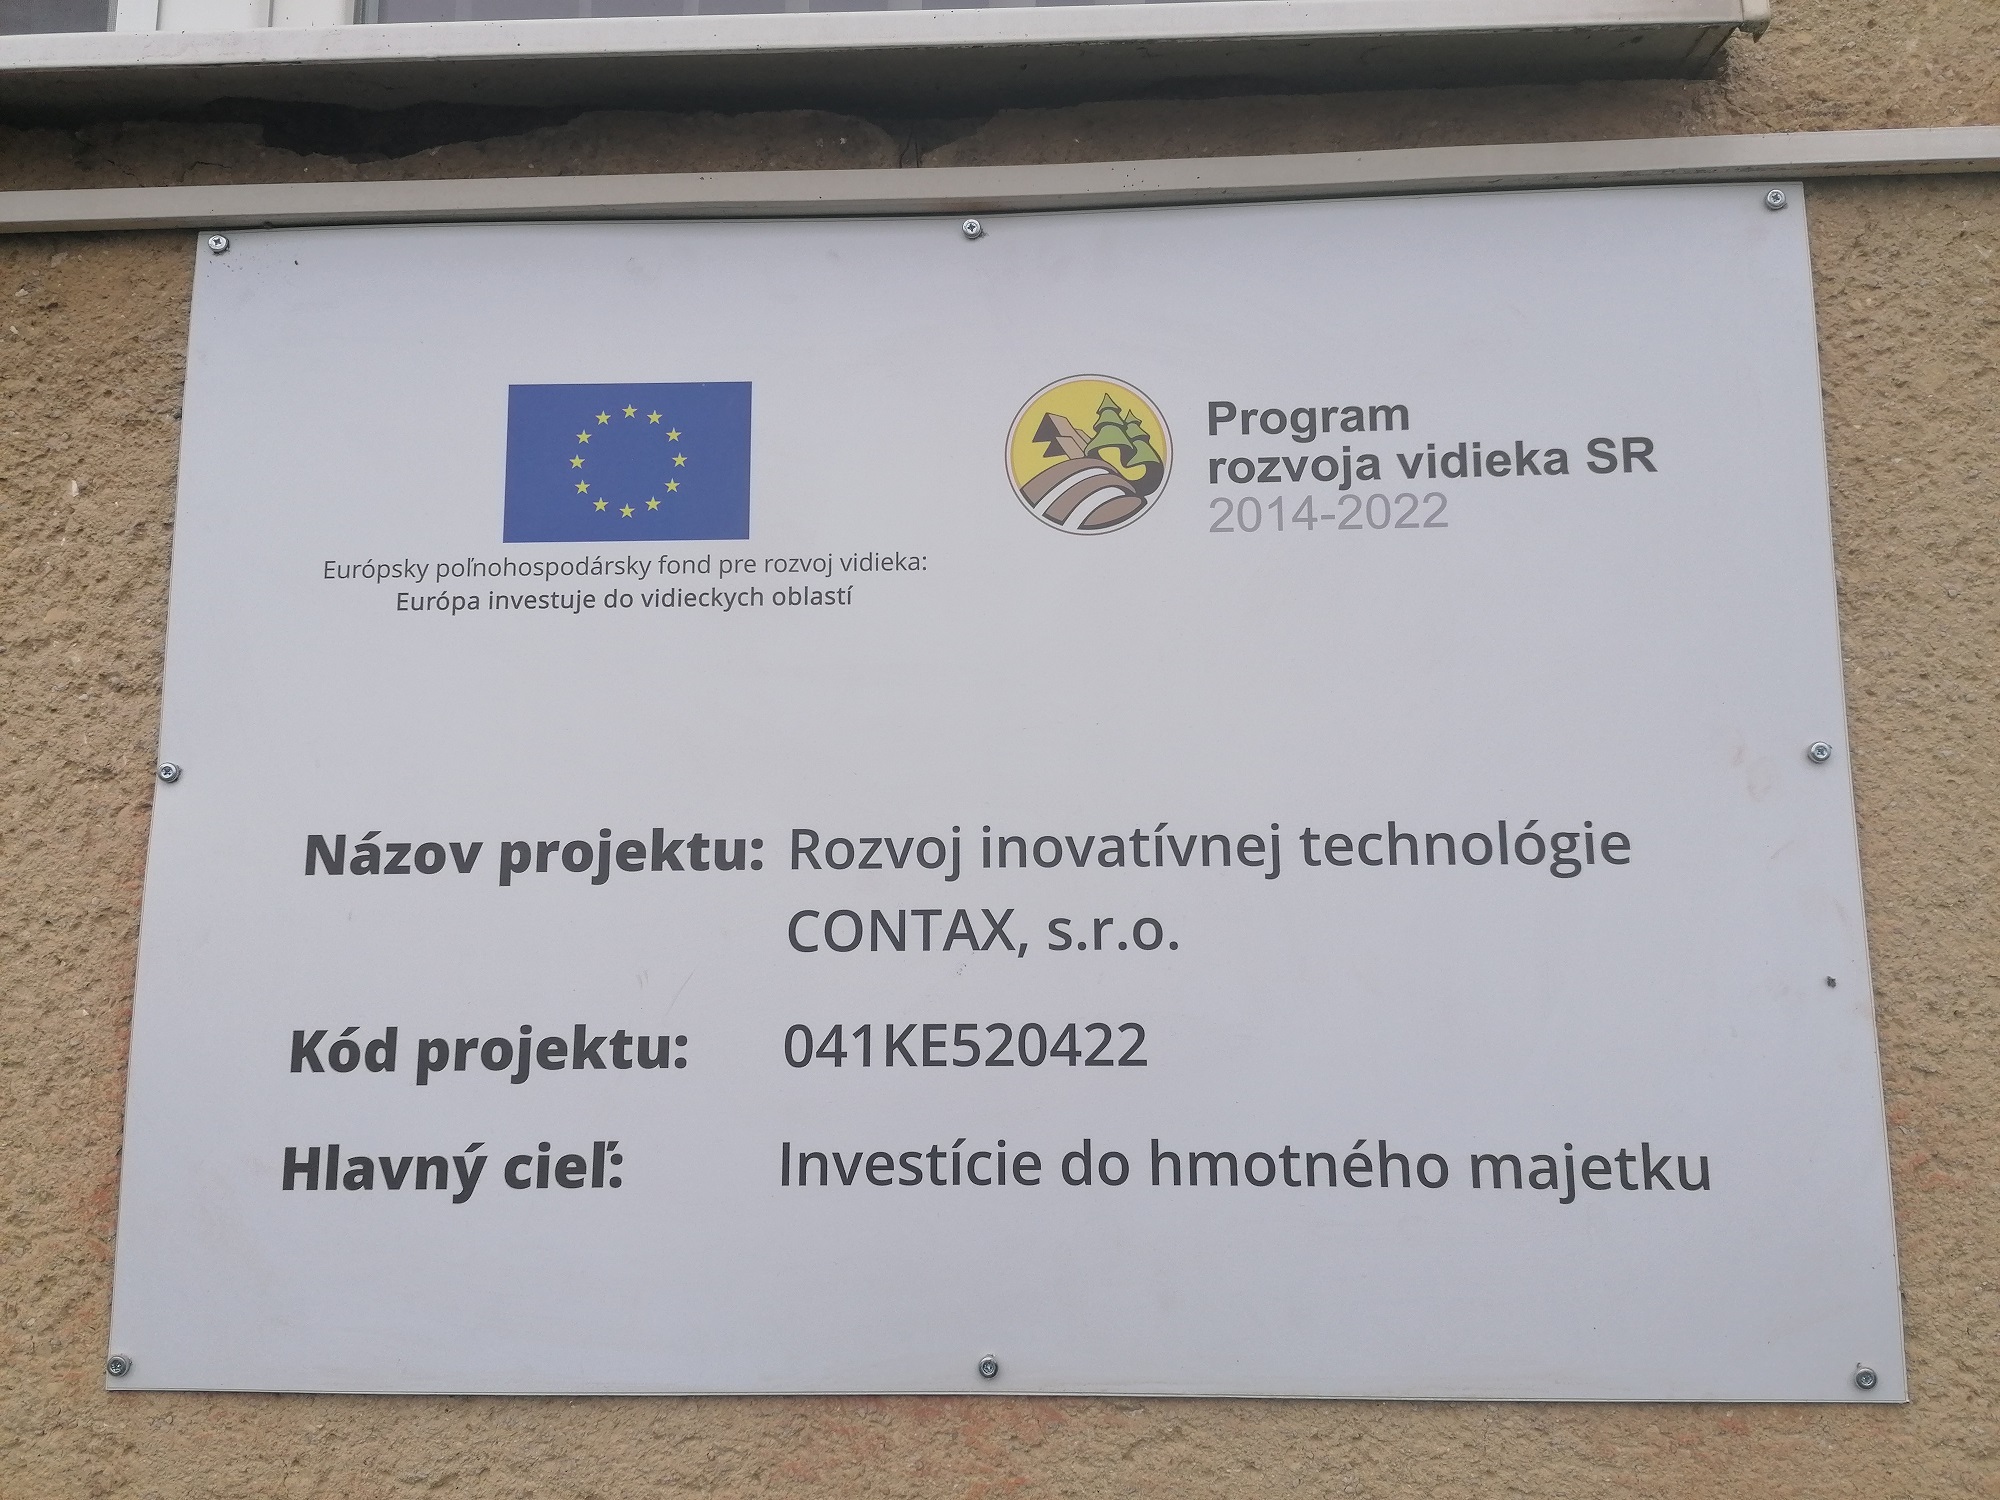 Európsky poľnohospodársky fond pre rozvoj vidieka:
Európa investuje do vidieckych oblastí
Program
rozvoja vidieka SR
2014-2022
Názov projektu: Rozvoj inovatívnej technológie
CONTAX, s.r.o.
Kód projektu: 041KE520422
Hlavný cieľ: Investície do hmotného majetku